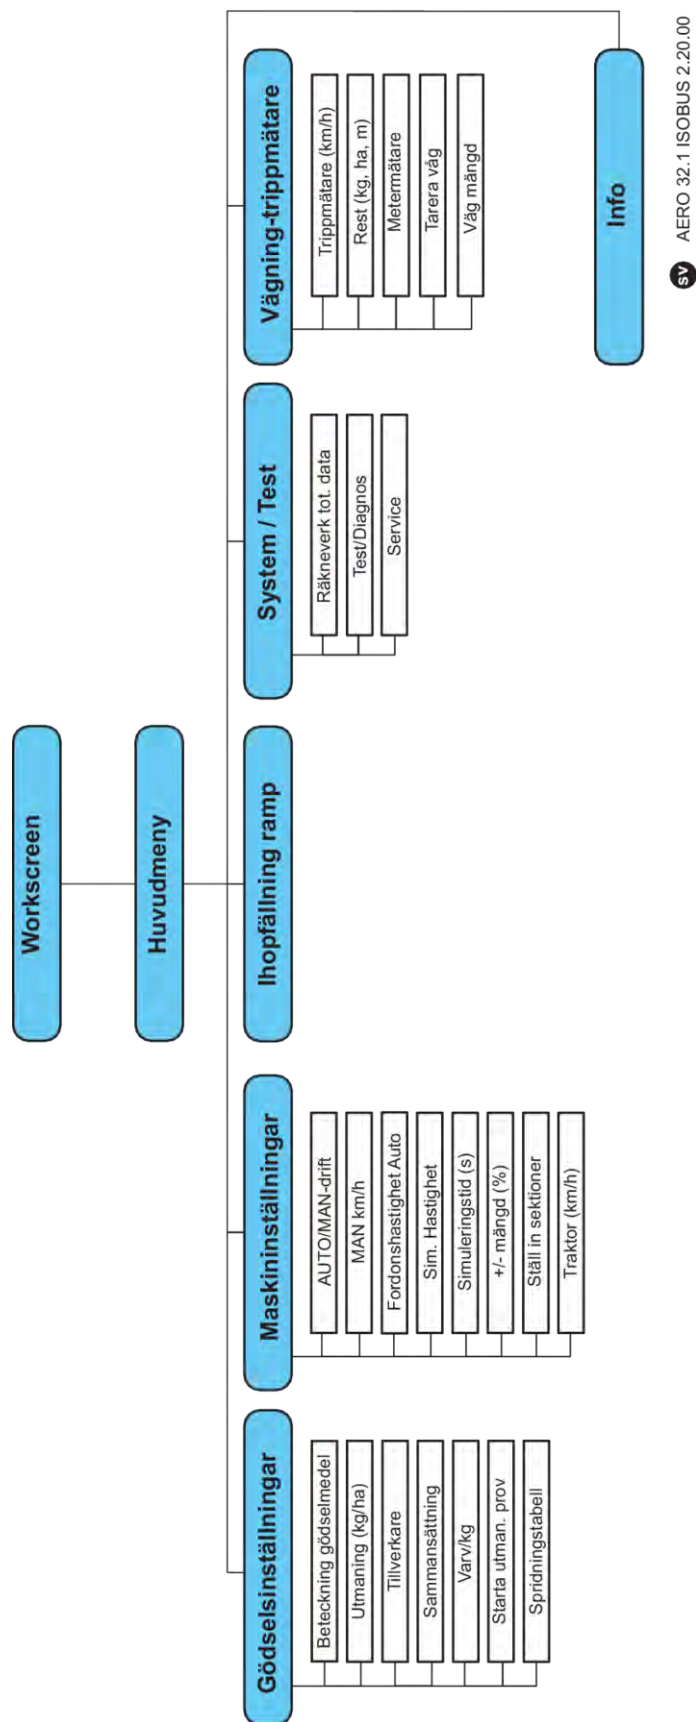 Workscreen
Huvudmeny
Gödselsinställningar
Beteckning gödselmedel
Utmaning (kg/ha)
Tillverkare
Sammansättning
Varv/kg
Starta utman. prov
Spridningstabell
Maskininställningar
AUTO/MAN-drift
MAN km/h
Fordonshastighet Auto
Sim. Hastighet
Simuleringstid (s)
+/- mängd (%)
Ställ in sektioner
Traktor (km/h)
Ihopfällning ramp
System / Test
Räkneverk tot. data
Test/Diagnos
Service
Vägning-trippmätare
Trippmätare (km/h)
Rest (kg, ha, m)
Metermätare
Tarera våg
Väg mängd
Info
sv AERO 32.1 ISOBUS 2.20.00